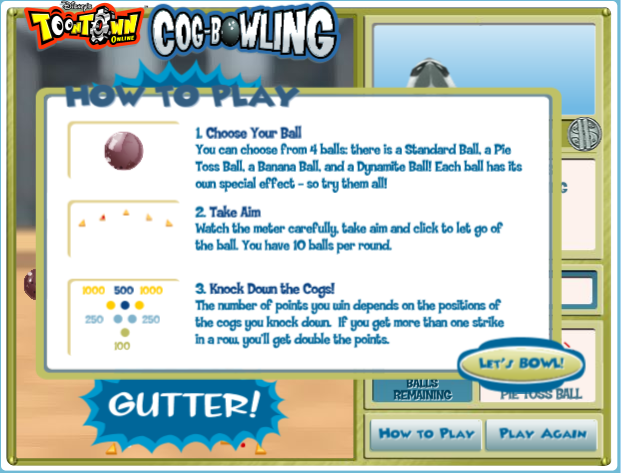 Disney's
TOONTOWN
ONLINE
COG-BOWLING
HOW TO PLAY
1. Choose Your Ball
You can choose from 4 balls: there is a Standard Ball, a Pie
Toss Ball, a Banana Ball, and a Dynamite Ball! Each ball has its
own special effect - so try them all!
2. Take Aim
Watch the meter carefully, take aim and click to let go of
the ball. You have 10 balls per round.
1000 500 1000
250 250
100
3. Knock Down the Cogs!
The number of points you win depends on the positions of
the cogs you knock down. If you get more than one strike
in a row, you'll get double the points.
LET'S BOWL!
BALLS
REMAINING
PIE TOSS BALL
GUTTER!
HOW TO PLAY
PLAY AGAIN